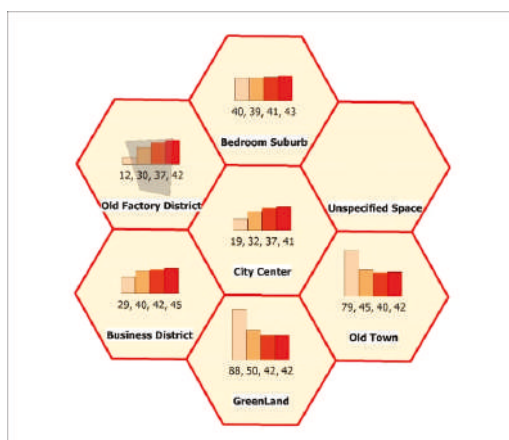 40, 39, 41, 43
Bedroom Suburb
12, 30, 37, 42
Old Factory District
Unspecified Space
19, 32, 37, 41
City Center
29, 40, 42, 45
Business District
79, 45, 40, 42
Old Town
88, 50, 42, 42
GreenLand